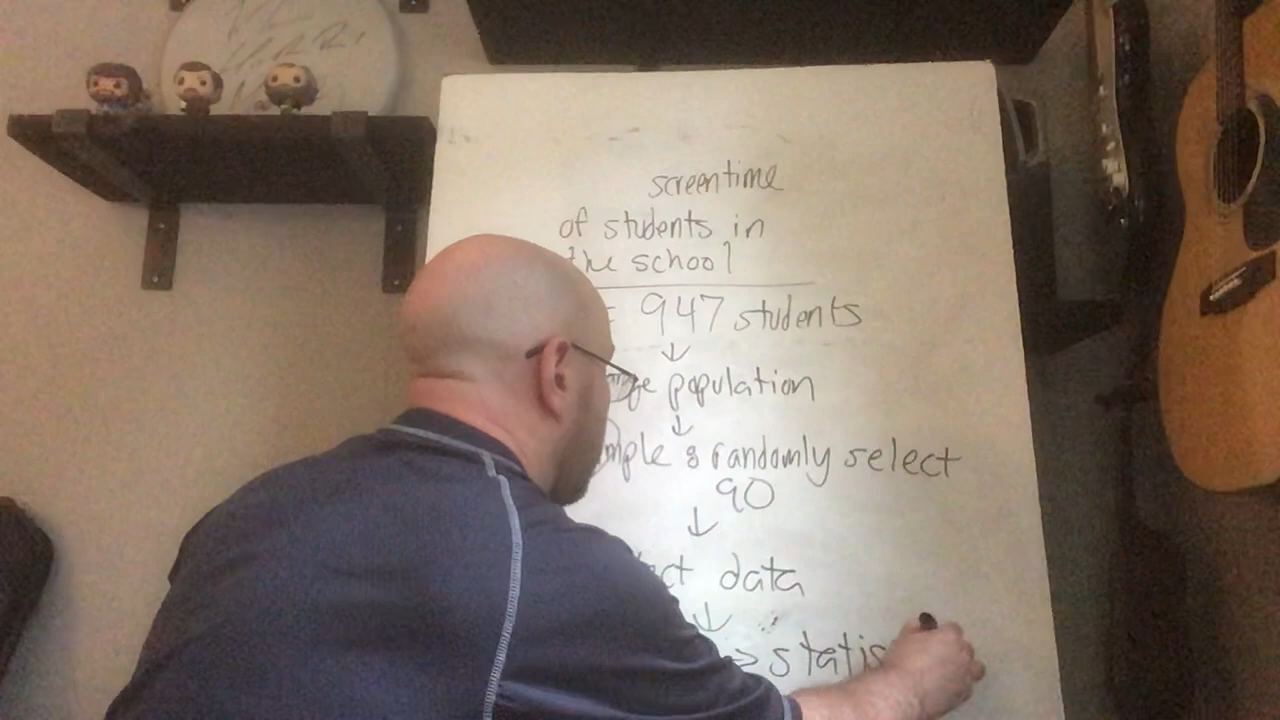 screentime
of students in
the school
= 947 students
↓
population
↓
& randomly select
90
↓
data
↓
⇒ statis